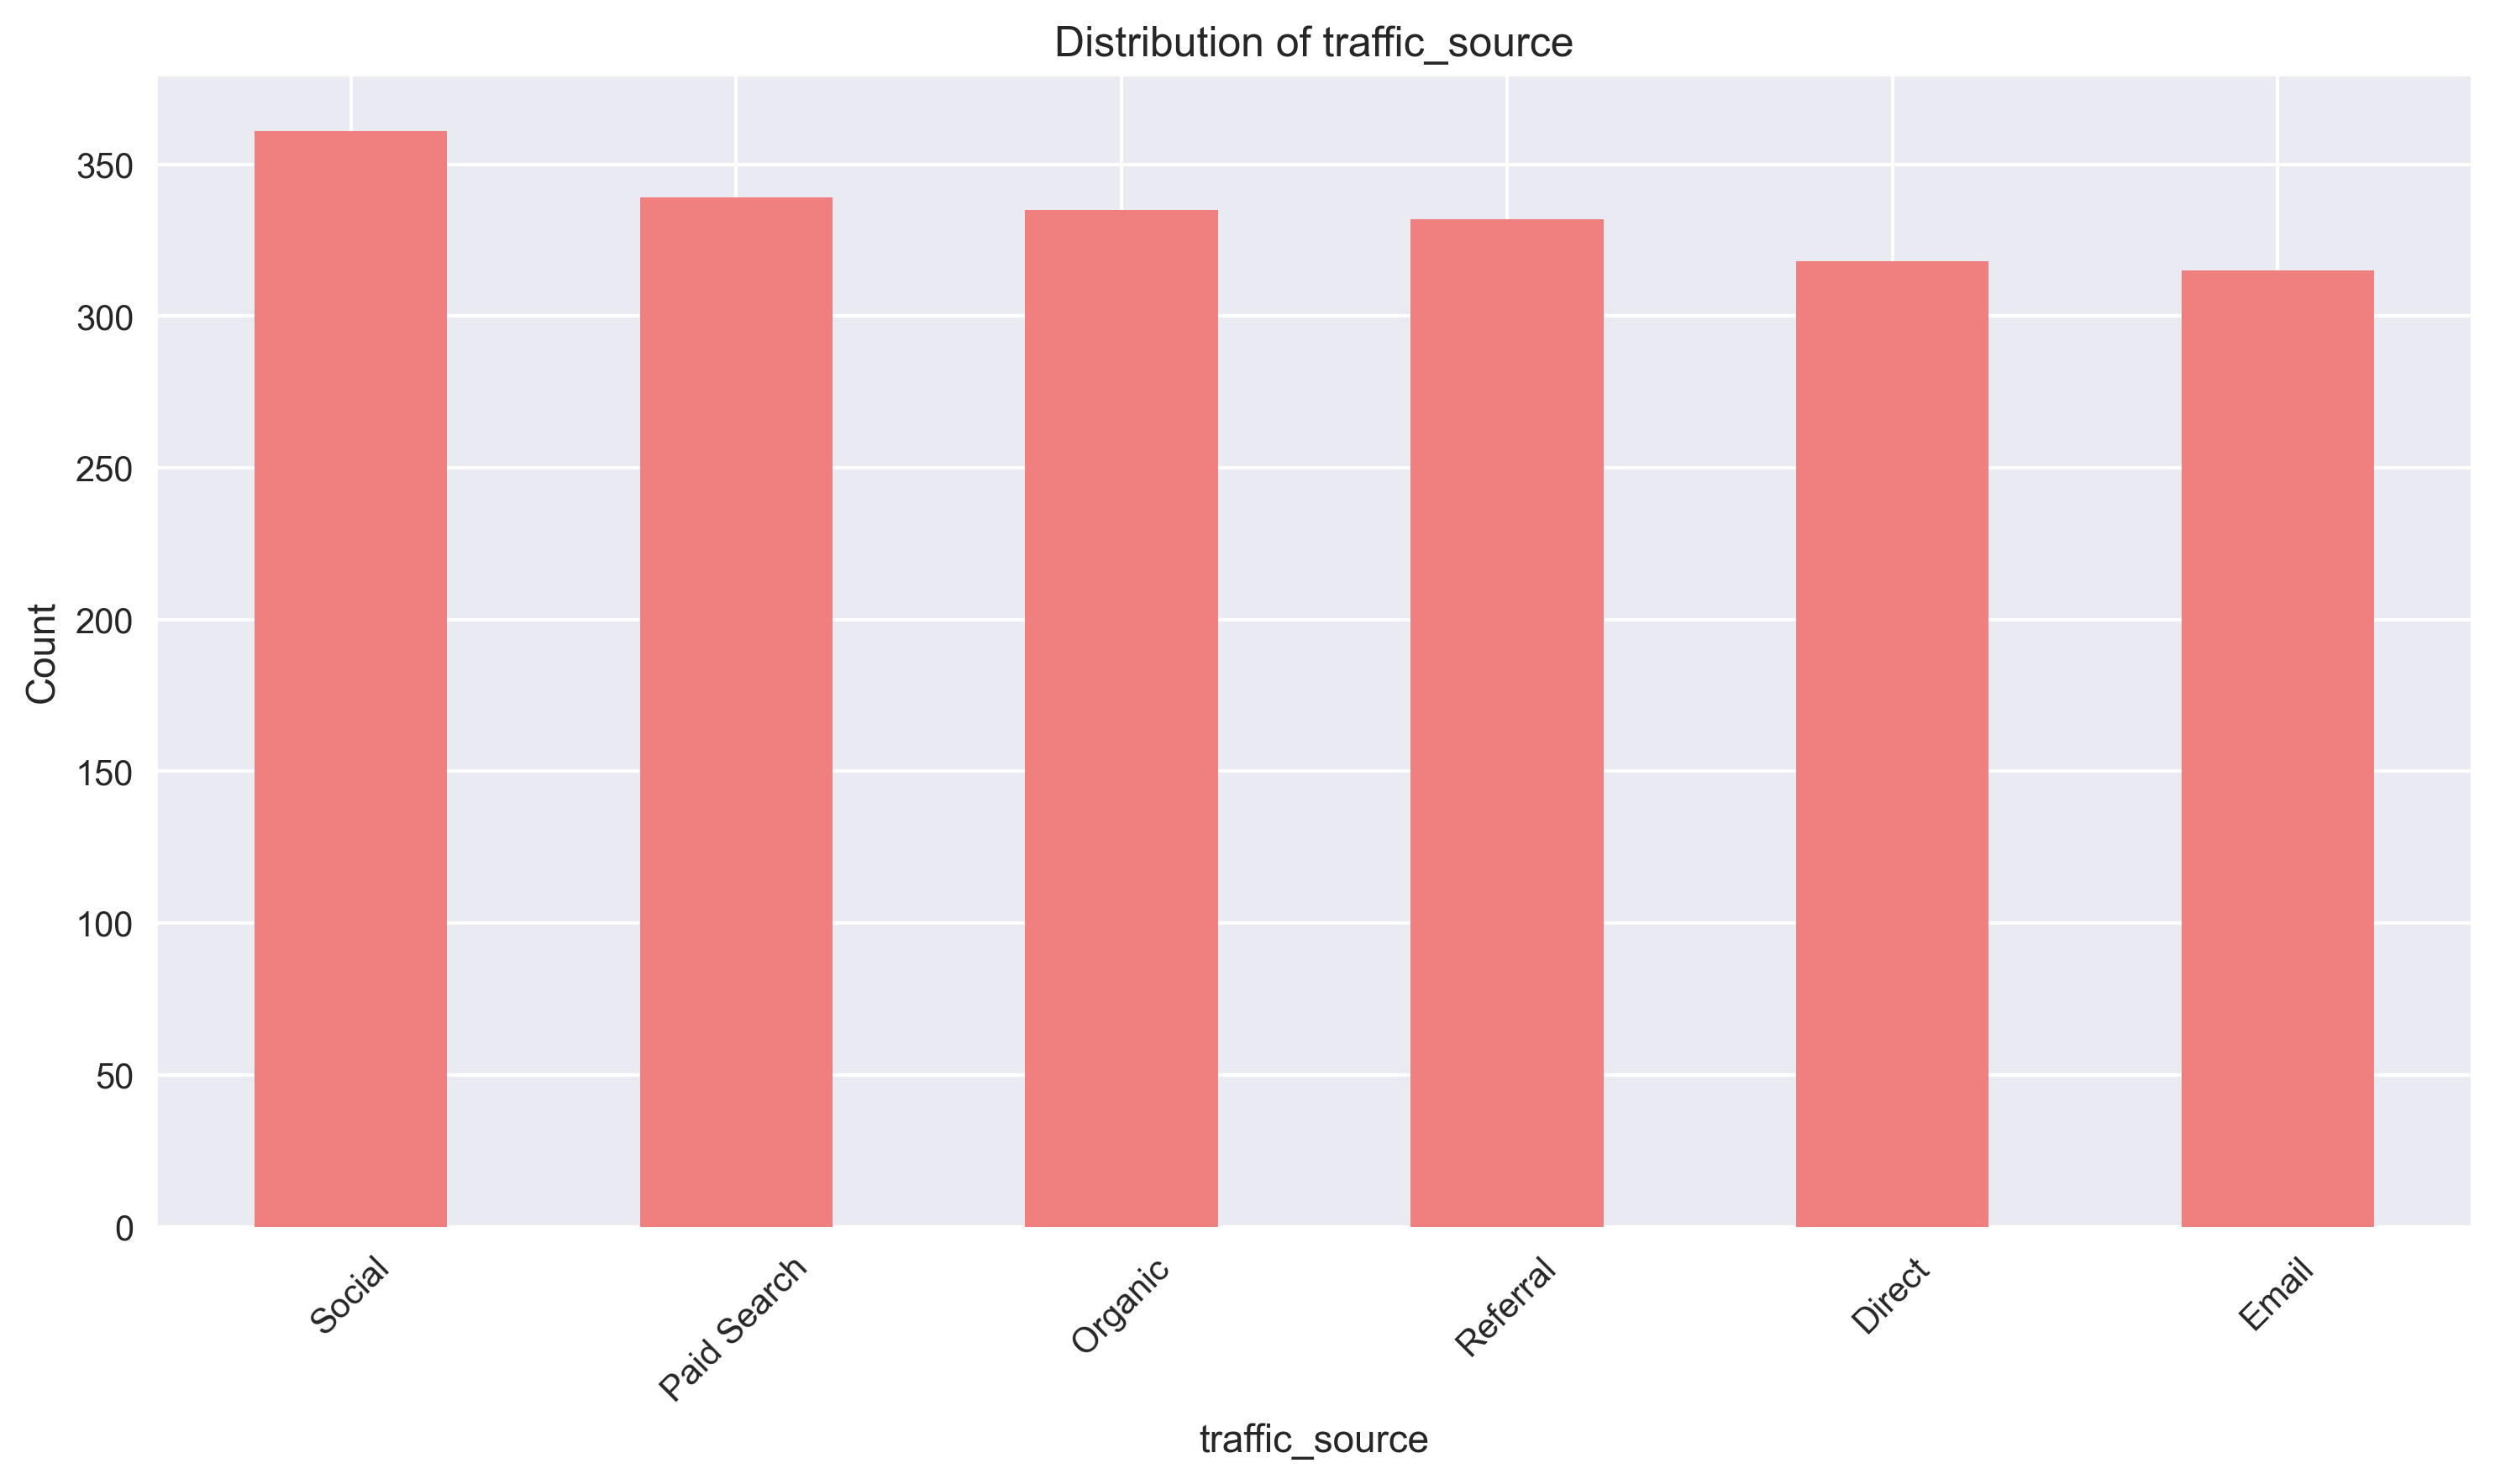 Distribution of traffic_source
350
300
250
200
150
100
50
0
Count
Social
Paid Search
Organic
Referral
Direct
Email
traffic_source